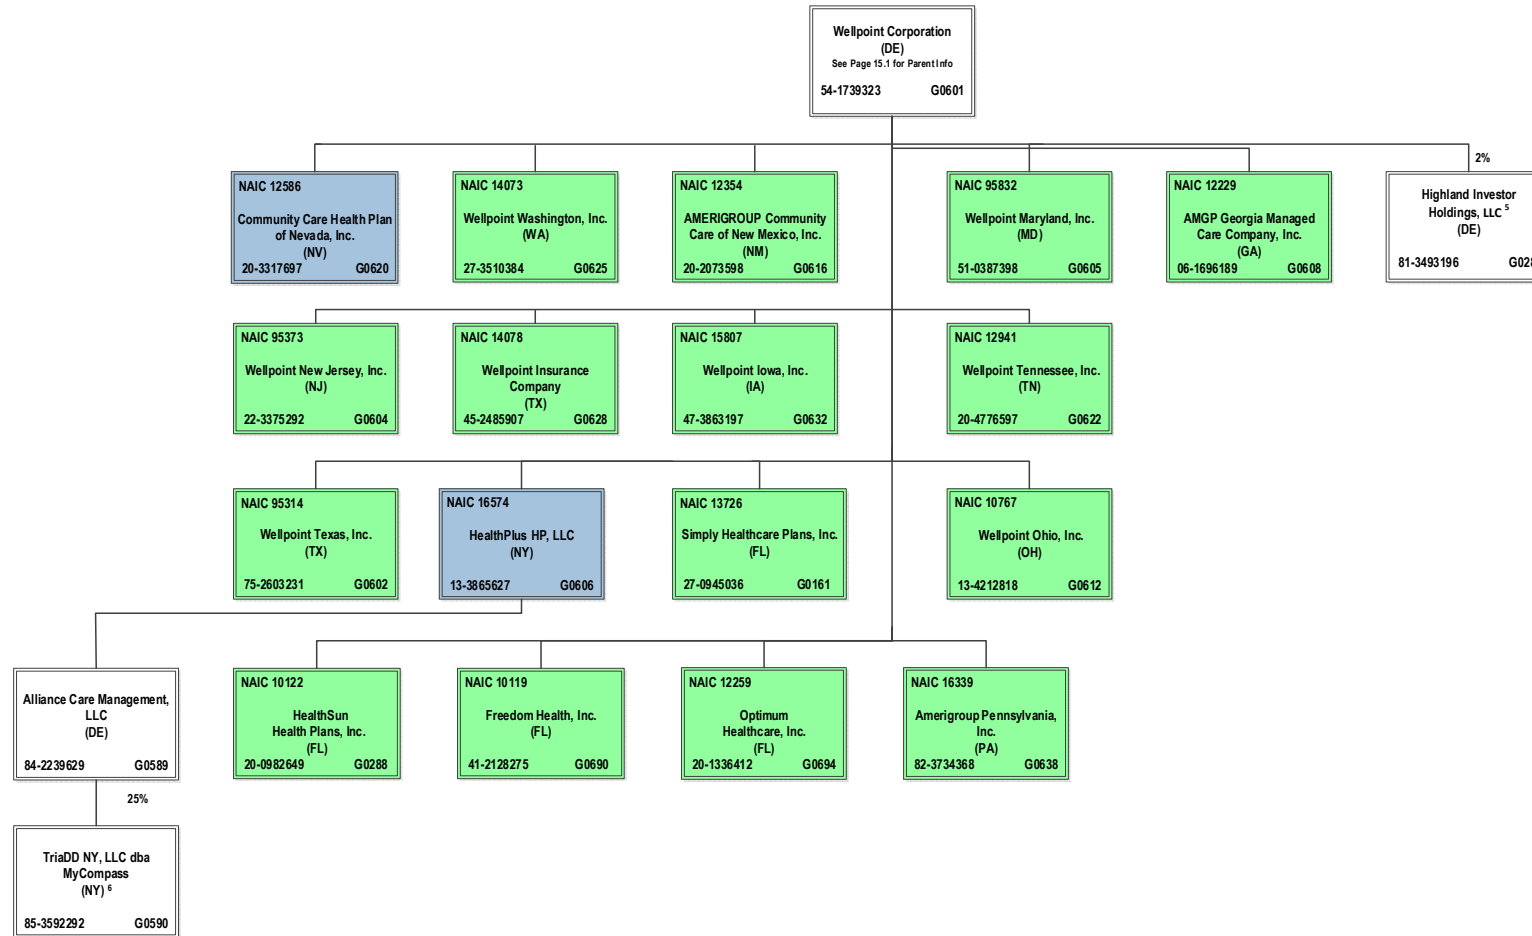 Wellpoint Corporation
(DE)
See Page 15.1 for Parent Info
54-1739323 G0601
2%
NAIC 12586
Community Care Health Plan
of Nevada, Inc.
(NV)
20-3317697 G0620
NAIC 14073
Wellpoint Washington, Inc.
(WA)
27-3510384 G0625
NAIC 12354
AMERIGROUP Community
Care of New Mexico, Inc.
(NM)
20-2073598 G0616
NAIC 95832
Wellpoint Maryland, Inc.
(MD)
51-0387398 G0605
NAIC 12229
AMGP Georgia Managed
Care Company, Inc.
(GA)
06-1696189 G0608
Highland Investor
Holdings, LLC 5
(DE)
81-3493196 G028
NAIC 95373
Wellpoint New Jersey, Inc.
(NJ)
22-3375292 G0604
NAIC 14078
Wellpoint Insurance
Company
(TX)
45-2485907 G0628
NAIC 15807
Wellpoint Iowa, Inc.
(IA)
47-3863197 G0632
NAIC 12941
Wellpoint Tennessee, Inc.
(TN)
20-4776597 G0622
NAIC 95314
Wellpoint Texas, Inc.
(TX)
75-2603231 G0602
NAIC 16574
HealthPlus HP, LLC
(NY)
13-3865627 G0606
NAIC 13726
Simply Healthcare Plans, Inc.
(FL)
27-0945036 G0161
NAIC 10767
Wellpoint Ohio, Inc.
(OH)
13-4212818 G0612
Alliance Care Management,
LLC
(DE)
84-2239629 G0589
NAIC 10122
HealthSun
Health Plans, Inc.
(FL)
20-0982649 G0288
NAIC 10119
Freedom Health, Inc.
(FL)
41-2128275 G0690
NAIC 12259
Optimum
Healthcare, Inc.
(FL)
20-1336412 G0694
NAIC 16339
Amerigroup Pennsylvania,
Inc.
(PA)
82-3734368 G0638
25%
TriaDD NY, LLC dba
MyCompass
(NY) 6
85-3592292 G0590